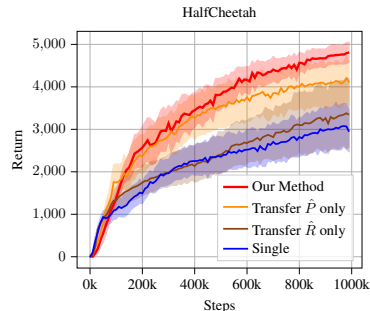 HalfCheetah
Return
5,000
4,000
3,000
2,000
1,000
0
Our Method
Transfer P̂ only
Transfer R̂ only
Single
0k 200k 400k 600k 800k 1000k
Steps